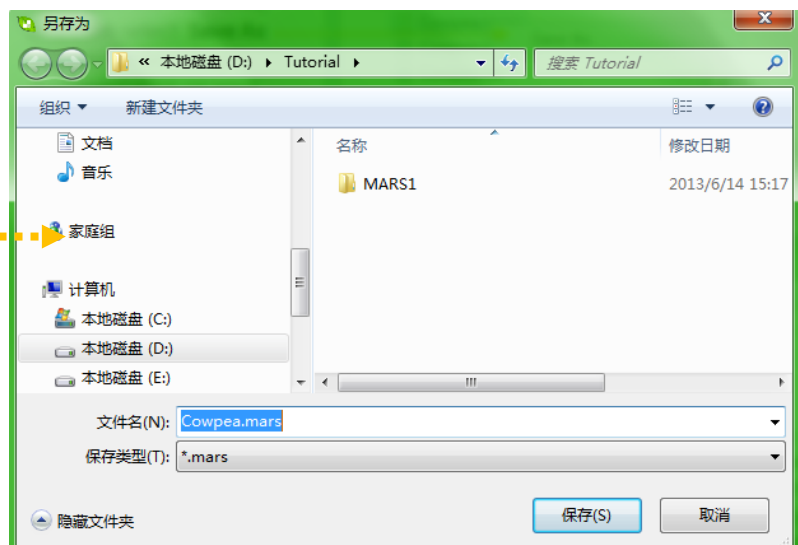 另存为
« 本地磁盘 (D:) ▸ Tutorial ▸
搜索 Tutorial
组织 ▼ 新建文件夹
文档
音乐
家庭组
计算机
本地磁盘 (C:)
本地磁盘 (D:)
本地磁盘 (E:)
名称 修改日期
MARS1 2013/6/14 15:17
文件名(N): Cowpea.mars
保存类型(T): *.mars
隐藏文件夹
保存(S)
取消